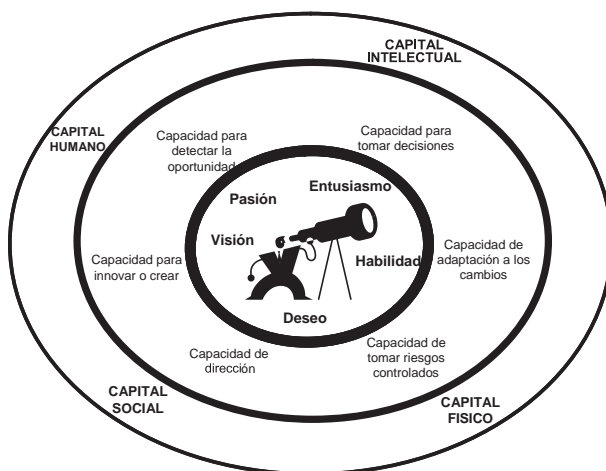 CAPITAL
INTELECTUAL
CAPITAL
HUMANO
Capacidad para
detectar la
oportunidad
Capacidad para
tomar decisiones
Entusiasmo
Pasión
Visión
Habilidad
Capacidad para
innovar o crear
Capacidad de
adaptación a los
cambios
Deseo
Capacidad de
dirección
Capacidad de
tomar riesgos
controlados
CAPITAL
SOCIAL
CAPITAL
FISICO